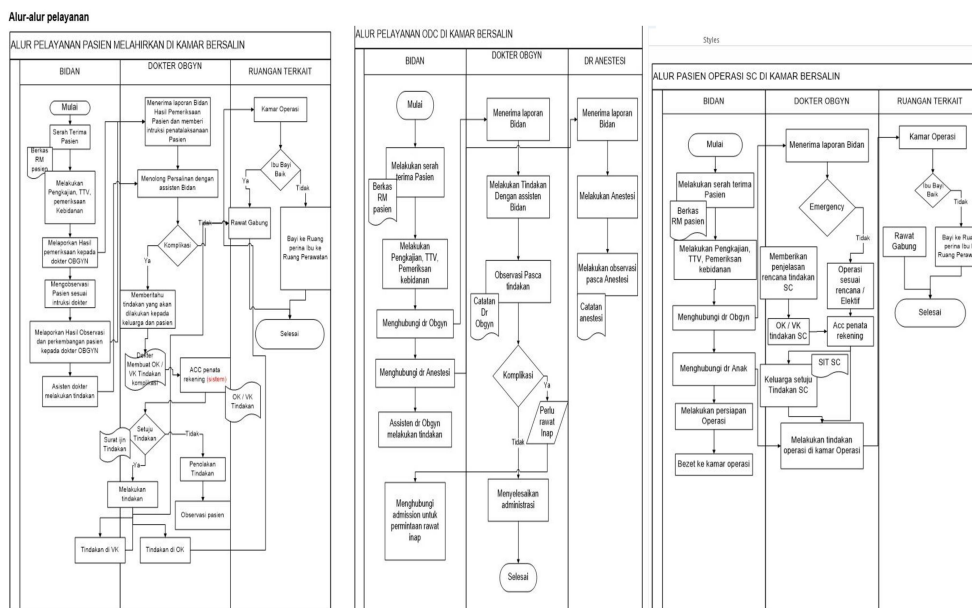 Alur-alur pelayanan
ALUR PELAYANAN PASIEN MELAHIRKAN DI KAMAR BERSALIN
BIDAN
DOKTER OBGYN
RUANGAN TERKAIT
Mulai
Serah Terima
Pasien
Berkas
RM
pasien
Melakukan
Pengkajian, TTV,
pemeriksaan
Kebidanan
Melaporkan Hasil
pemeriksaan kepada
dokter OBGYN
Mengobservasi
Pasien sesuai
intruksi dokter
Melaporkan Hasil Observasi
dan perkembangan pasien
kepada dokter OBGYN
Asisten dokter
melakukan tindakan
Menerima laporan Bidan
Hasil Pemeriksaan
Pasien dan memberi
intruksi penatalaksanaan
Pasien
Menolong Persalinan dengan
assisten Bidan
Komplikasi
Tidak
Ya
Memberitahu
tindakan yang akan
dilakukan kepada
keluarga dan pasien
Dokter
Membuat OK /
VK Tindakan
komplikasi
ACC penata
rekening (sistem)
OK / VK
Tindakan
Setuju
Tindakan
Surat ijin
Tindakan
Tidak
Ya
Penolakan
Tindakan
Melakukan
tindakan
Observasi pasien
Tindakan di VK
Tindakan di OK
Kamar Operasi
Ibu Bayi
Baik
Ya
Tidak
Rawat Gabung
Bayi ke Ruang
perina Ibu ke
Ruang Perawatan
Selesai
ALUR PELAYANAN ODC DI KAMAR BERSALIN
BIDAN
DOKTER OBGYN
DR ANESTESI
Mulai
Melakukan serah
terima Pasien
Berkas
RM
pasien
Melakukan
Pengkajian, TTV,
Pemeriksan
kebidanan
Menghubungi dr Obgyn
Menghubungi dr Anestesi
Assisten dr Obgyn
melakukan tindakan
Menghubungi
admission untuk
permintaan rawat
inap
Menerima laporan
Bidan
Melakukan Tindakan
Dengan assisten
Bidan
Observasi Pasca
tindakan
Catatan
Dr
Obgyn
Komplikasi
Ya
Perlu
rawat
Inap
Tidak
Menyelesaikan
administrasi
Selesai
Menerima laporan
Bidan
Melakukan Anestesi
Melakukan observasi
pasca Anestesi
Catatan
anestesi
Styles
ALUR PASIEN OPERASI SC DI KAMAR BERSALIN
BIDAN
DOKTER OBGYN
RUANGAN TERKAIT
Mulai
Melakukan serah terima
Pasien
Berkas
RM pasien
Melakukan Pengkajian,
TTV, Pemeriksan
kebidanan
Menghubungi dr Obgyn
Menghubungi dr Anak
Melakukan persiapan
Operasi
Bezet ke kamar operasi
Menerima laporan Bidan
Emergency
Tidak
Memberikan
penjelasan
rencana tindakan
SC
Operasi
sesuai
rencana /
Elektif
OK / VK
tindakan SC
Acc penata
rekening
SIT SC
Keluarga setuju
Tindakan SC
Melakukan tindakan
operasi di kamar Operasi
Kamar Operasi
Ibu Bayi
Baik
Tidak
Rawat
Gabung
Bayi ke Rua
perina Ibu
Ruang Perawatan
Selesai